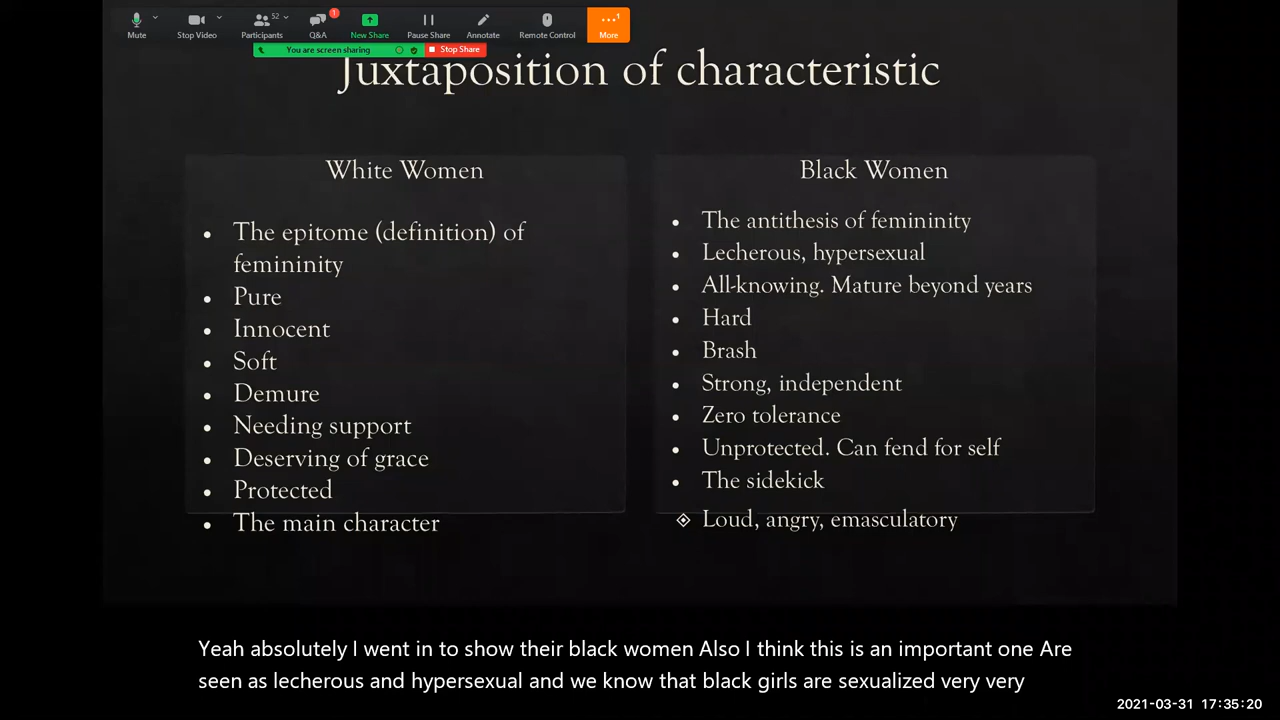 52
1
1
Mute
Stop Video
Participants
Q&A
New Share
Pause Share
Annotate
Remote Control
More
You are screen sharing
Stop Share
Juxtaposition of characteristic
White Women
• The epitome (definition) of
femininity
• Pure
• Innocent
• Soft
• Demure
• Needing support
• Deserving of grace
• Protected
• The main character
Black Women
• The antithesis of femininity
• Lecherous, hypersexual
• All-knowing. Mature beyond years
• Hard
• Brash
• Strong, independent
• Zero tolerance
• Unprotected. Can fend for self
• The sidekick
Loud, angry, emasculatory
Yeah absolutely I went in to show their black women Also I think this is an important one Are
seen as lecherous and hypersexual and we know that black girls are sexualized very very
2021-03-31 17:35:20